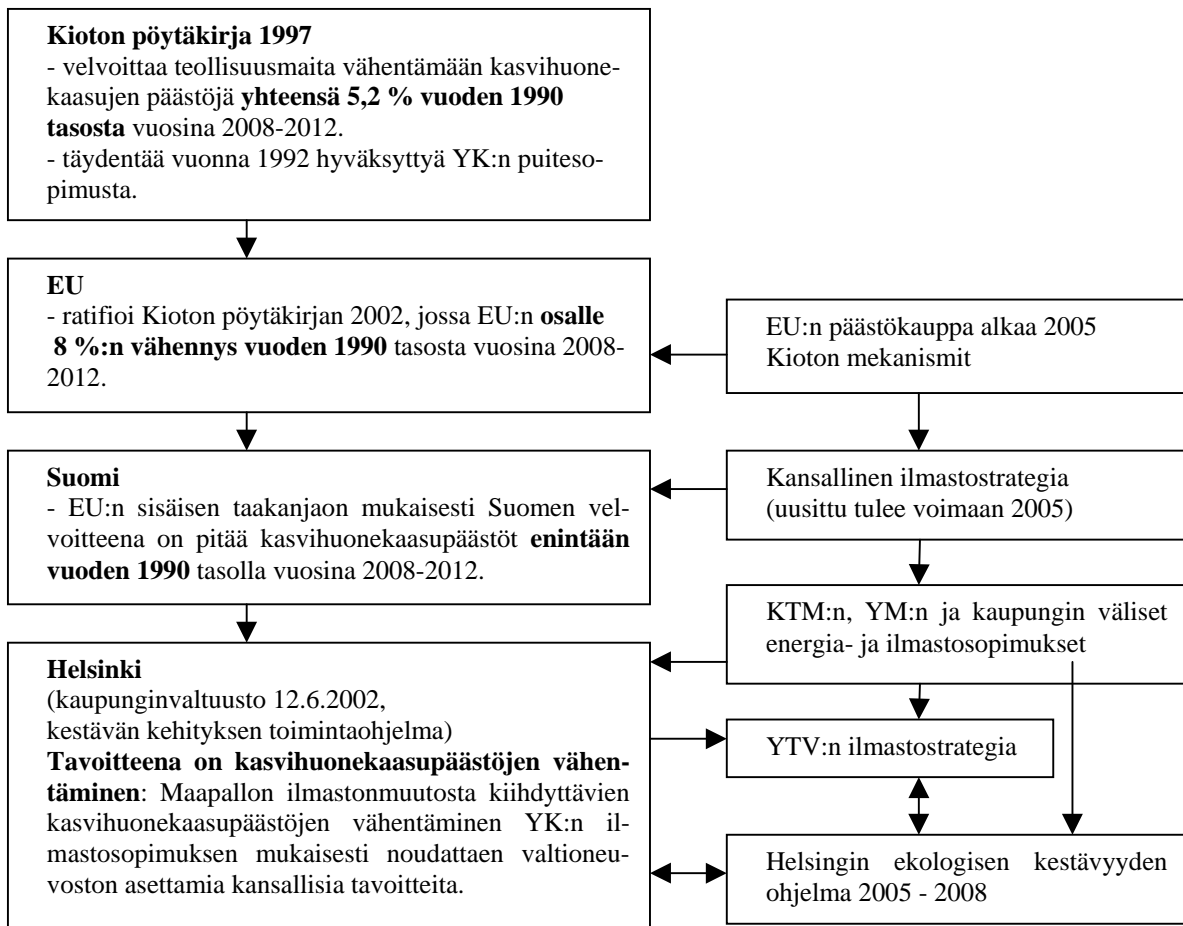 Kioton pöytäkirja 1997
- velvoittaa teollisuusmaita vähentämään kasvihuone-
kaasujen päästöjä yhteensä 5,2 % vuoden 1990
tasosta vuosina 2008-2012.
- täydentää vuonna 1992 hyväksyttyä YK:n puiteso-
pimusta.
EU
- ratifioi Kioton pöytäkirjan 2002, jossa EU:n osalle
8 %:n vähennys vuoden 1990 tasosta vuosina 2008-
2012.
EU:n päästökauppa alkaa 2005
Kioton mekanismit
Suomi
- EU:n sisäisen taakanjaon mukaisesti Suomen vel-
voitteena on pitää kasvihuonekaasupäästöt enintään
vuoden 1990 tasolla vuosina 2008-2012.
Kansallinen ilmastostrategia
(uusittu tulee voimaan 2005)
KTM:n, YM:n ja kaupungin väliset
energia- ja ilmastosopimukset
Helsinki
(kaupunginvaltuusto 12.6.2002,
kestävän kehityksen toimintaohjelma)
Tavoitteena on kasvihuonekaasupäästöjen vähen-
täminen: Maapallon ilmastonmuutosta kiihdyttävien
kasvihuonekaasupäästöjen vähentäminen YK:n il-
mastosopimuksen mukaisesti noudattaen valtioneu-
voston asettamia kansallisia tavoitteita.
YTV:n ilmastostrategia
Helsingin ekologisen kestävyyden
ohjelma 2005 - 2008